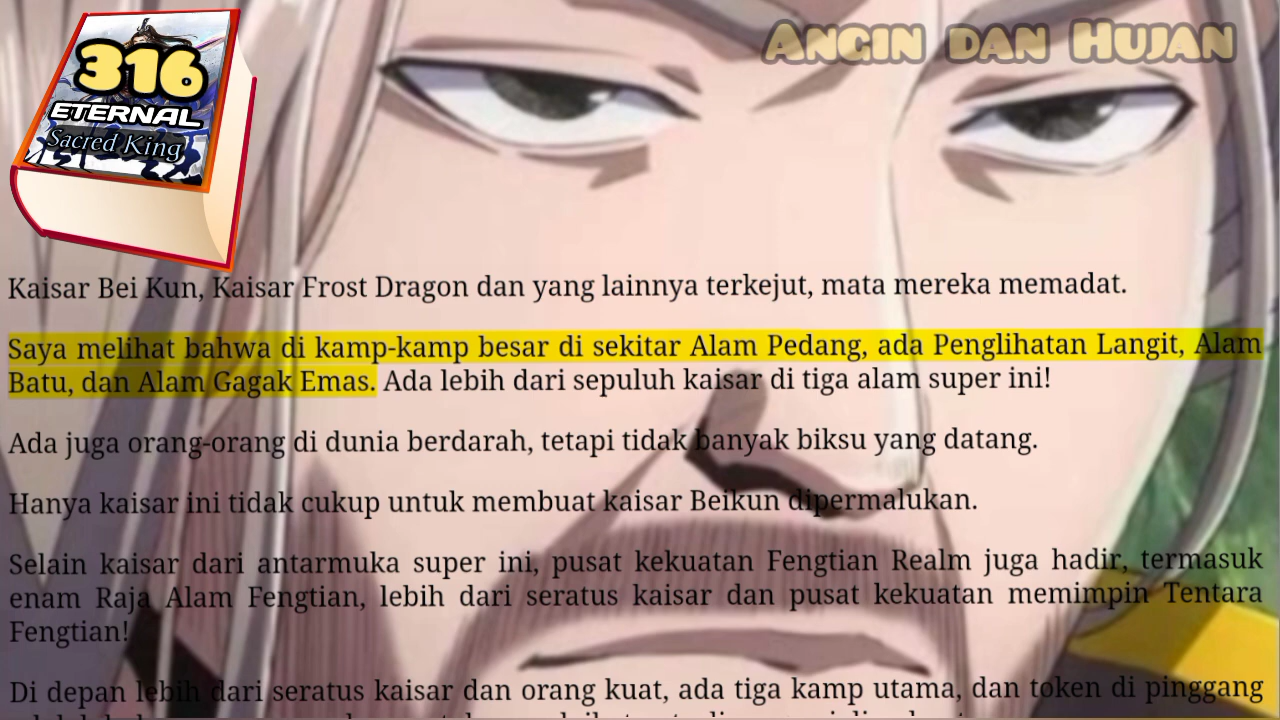 Angin dan Hujan
316
ETERNAL
Sacred King
Kaisar Bei Kun, Kaisar Frost Dragon dan yang lainnya terkejut, mata mereka memadat.
Saya melihat bahwa di kamp-kamp besar di sekitar Alam Pedang, ada Penglihatan Langit, Alam
Batu, dan Alam Gagak Emas. Ada lebih dari sepuluh kaisar di tiga alam super ini!
Ada juga orang-orang di dunia berdarah, tetapi tidak banyak biksu yang datang.
Hanya kaisar ini tidak cukup untuk membuat kaisar Beikun dipermalukan.
Selain kaisar dari antarmuka super ini, pusat kekuatan Fengtian Realm juga hadir, termasuk
enam Raja Alam Fengtian, lebih dari seratus kaisar dan pusat kekuatan memimpin Tentara
Fengtian!
Di depan lebih dari seratus kaisar dan orang kuat, ada tiga kamp utama, dan token di pinggang